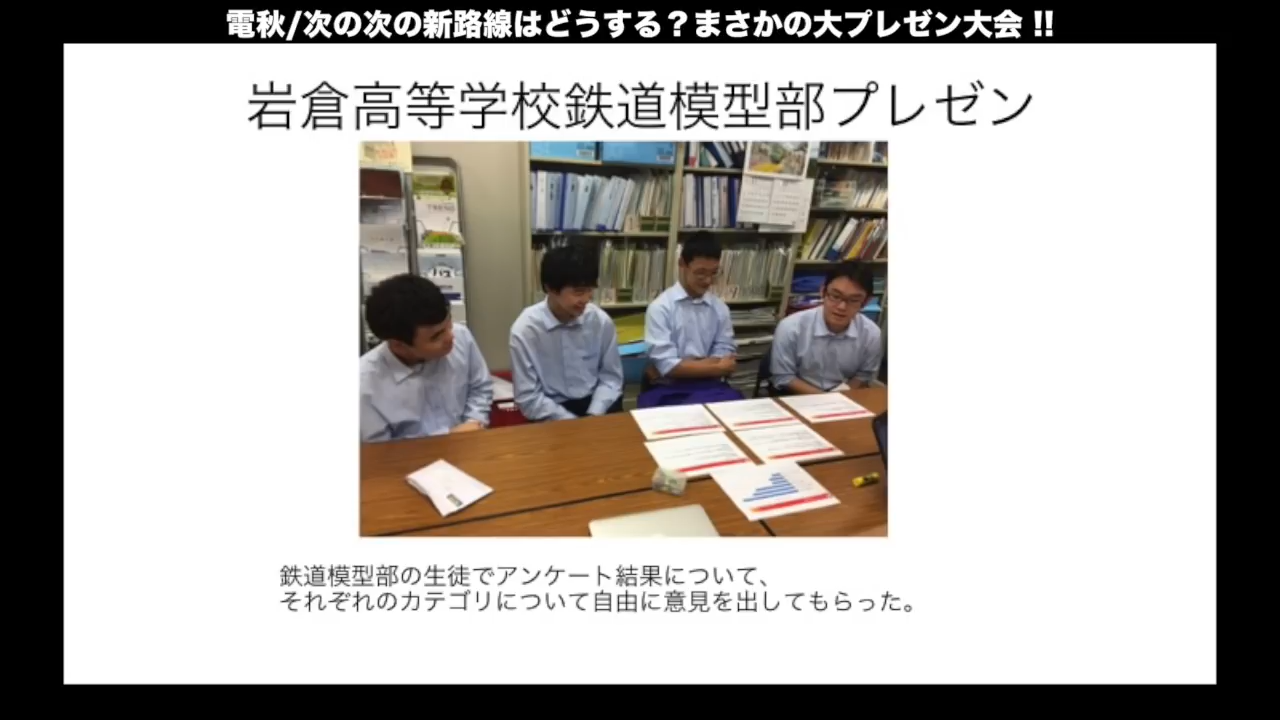 電秋/次の次の新路線はどうする？まさかの大プレゼン大会 !!
岩倉高等学校鉄道模型部プレゼン
鉄道模型部の生徒でアンケート結果について、
それぞれのカテゴリについて自由に意見を出してもらった。